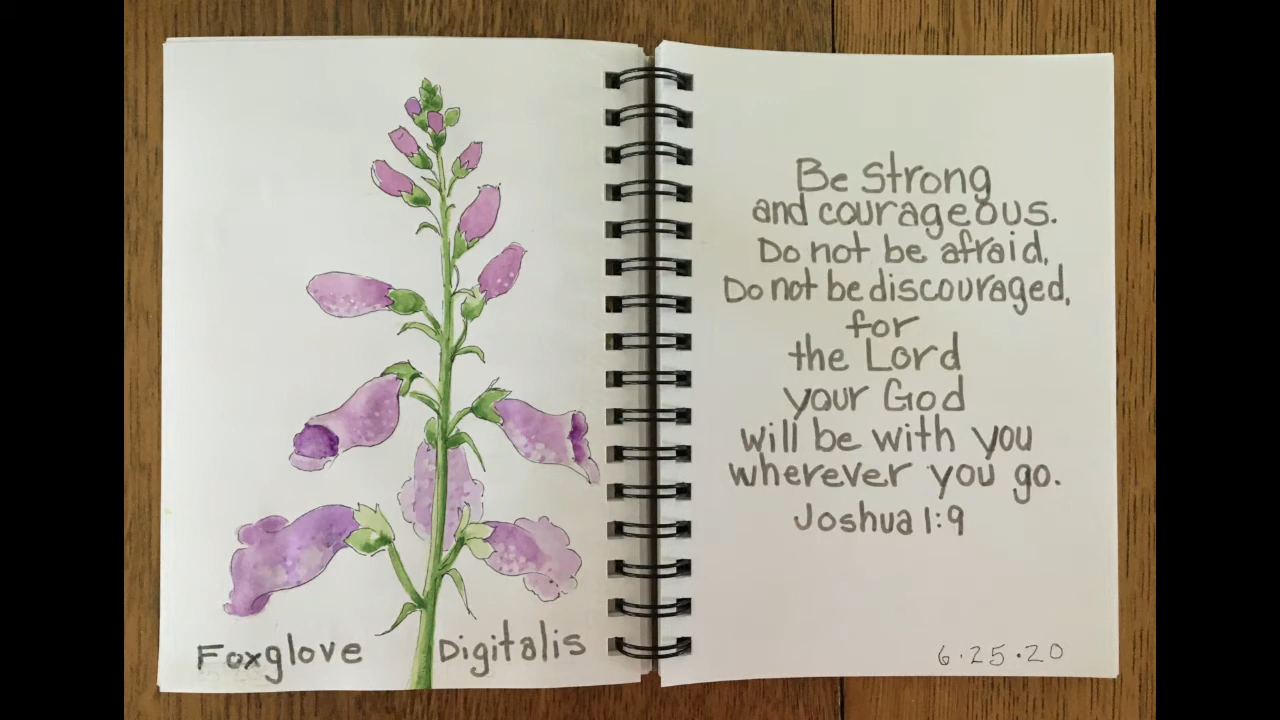 Foxglove Digitalis
Be strong
and courageous.
Do not be afraid,
Do not be discouraged,
for
the Lord
your God
will be with you
wherever you go.
Joshua 1:9
6.25.20